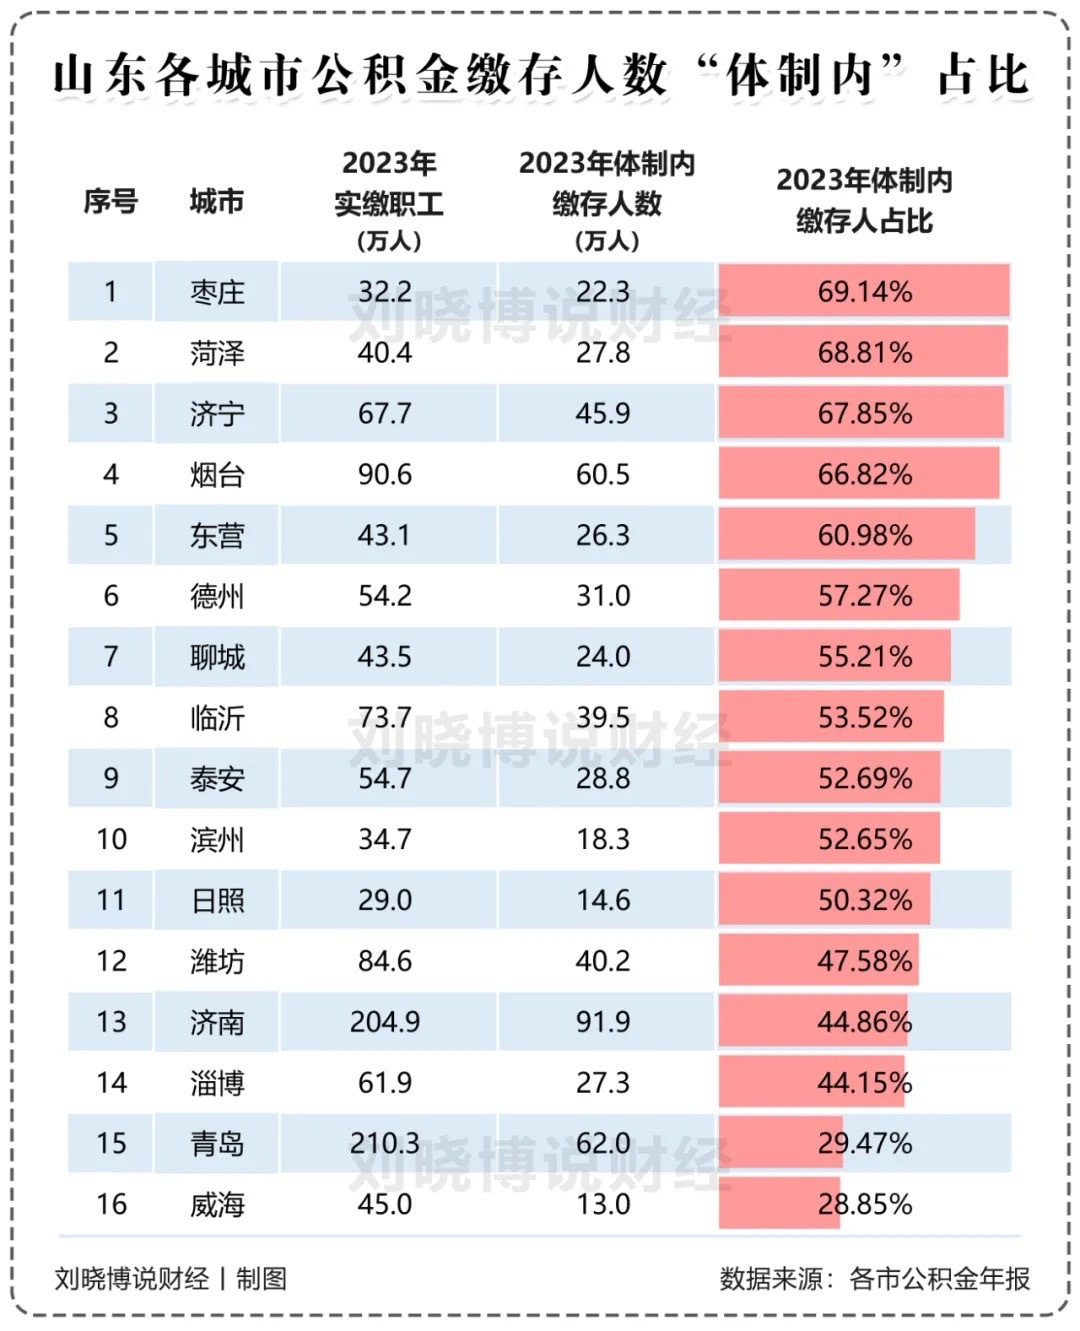 山东各城市公积金缴存人数“体制内”占比
序号 城市 2023年实缴职工(万人) 2023年体制内缴存人数(万人) 2023年体制内缴存人占比
1 枣庄 32.2 22.3 69.14%
2 菏泽 40.4 27.8 68.81%
3 济宁 67.7 45.9 67.85%
4 烟台 90.6 60.5 66.82%
5 东营 43.1 26.3 60.98%
6 德州 54.2 31.0 57.27%
7 聊城 43.5 24.0 55.21%
8 临沂 73.7 39.5 53.52%
9 泰安 54.7 28.8 52.69%
10 滨州 34.7 18.3 52.65%
11 日照 29.0 14.6 50.32%
12 潍坊 84.6 40.2 47.58%
13 济南 204.9 91.9 44.86%
14 淄博 61.9 27.3 44.15%
15 青岛 210.3 62.0 29.47%
16 威海 45.0 13.0 28.85%
刘晓博说财经
刘晓博说财经
刘晓博说财经
刘晓博说财经丨制图 数据来源：各市公积金年报